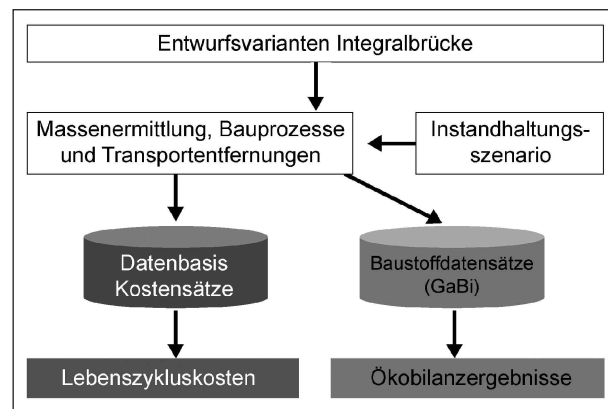 Entwurfsvarianten Integralbrücke
Massenermittlung, Bauprozesse
und Transportentfernungen
Instandhaltungs-
szenario
Datenbasis
Kostensätze
Baustoffdatensätze
(GaBi)
Lebenszykluskosten
Ökobilanzergebnisse